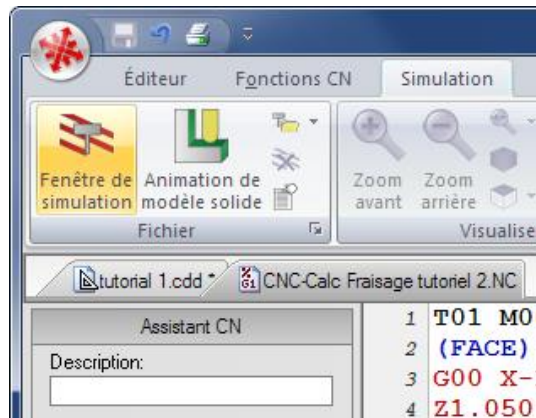 Éditeur Fonctions CN Simulation
Fenêtre de simulation Animation de modèle solide Zoom avant Zoom arrière
Fichier Visualise
tutorial 1.cdd * CNC-Calc Fraisage tutoriel 2.NC
Assistant CN
Description:
1 T01 M0
2 (FACE)
3 G00 X-
4 Z1.050